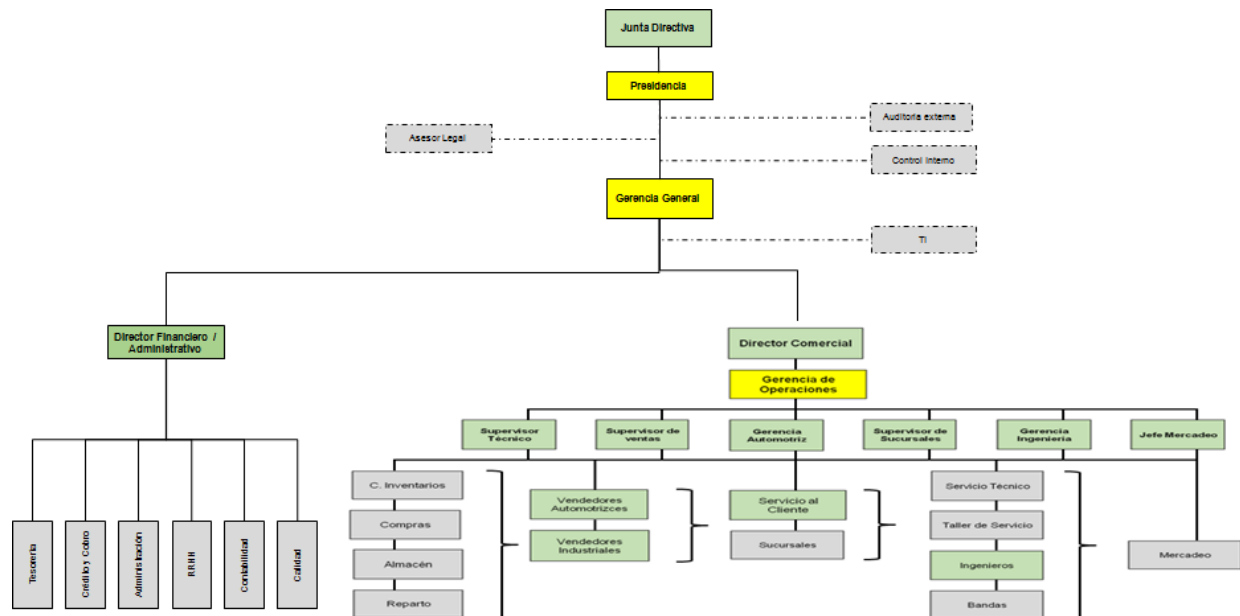 Junta Directiva
Presidencia
Auditoria externa
Asesor Legal
Control Interno
Gerencia General
TI
Director Financiero /
Administrativo
Director Comercial
Gerencia de
Operaciones
Supervisor
Técnico
Supervisor de
ventas
Gerencia
Automotriz
Supervisor de
Sucursales
Gerencia
Ingenieria
Jefe Mercadeo
C. Inventarios
Compras
Almacén
Reparto
Vendedores
Automotrizces
Vendedores
Industriales
Servicio al
Cliente
Sucursales
Servicio Técnico
Taller de Servicio
Ingenieros
Bandas
Mercadeo
Tesorería
Crédito y Cobro
Administración
RRHH
Contabilidad
Calidad